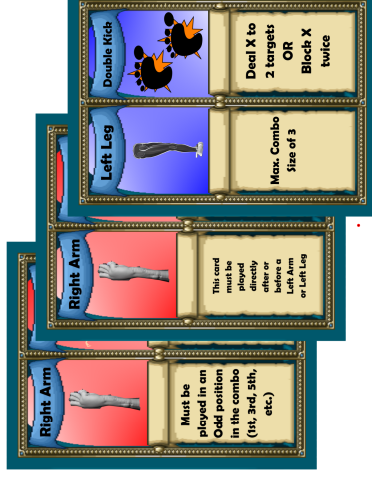 Double Kick
Deal X to
2 targets
OR
Block X
twice
Left Leg
Max. Combo
Size of 3
Right Arm
This card
must be
played
directly
after or
before a
Left Arm
or Left Leg
Right Arm
Must be
played in an
Odd position
in the combo
(1st, 3rd, 5th,
etc.)